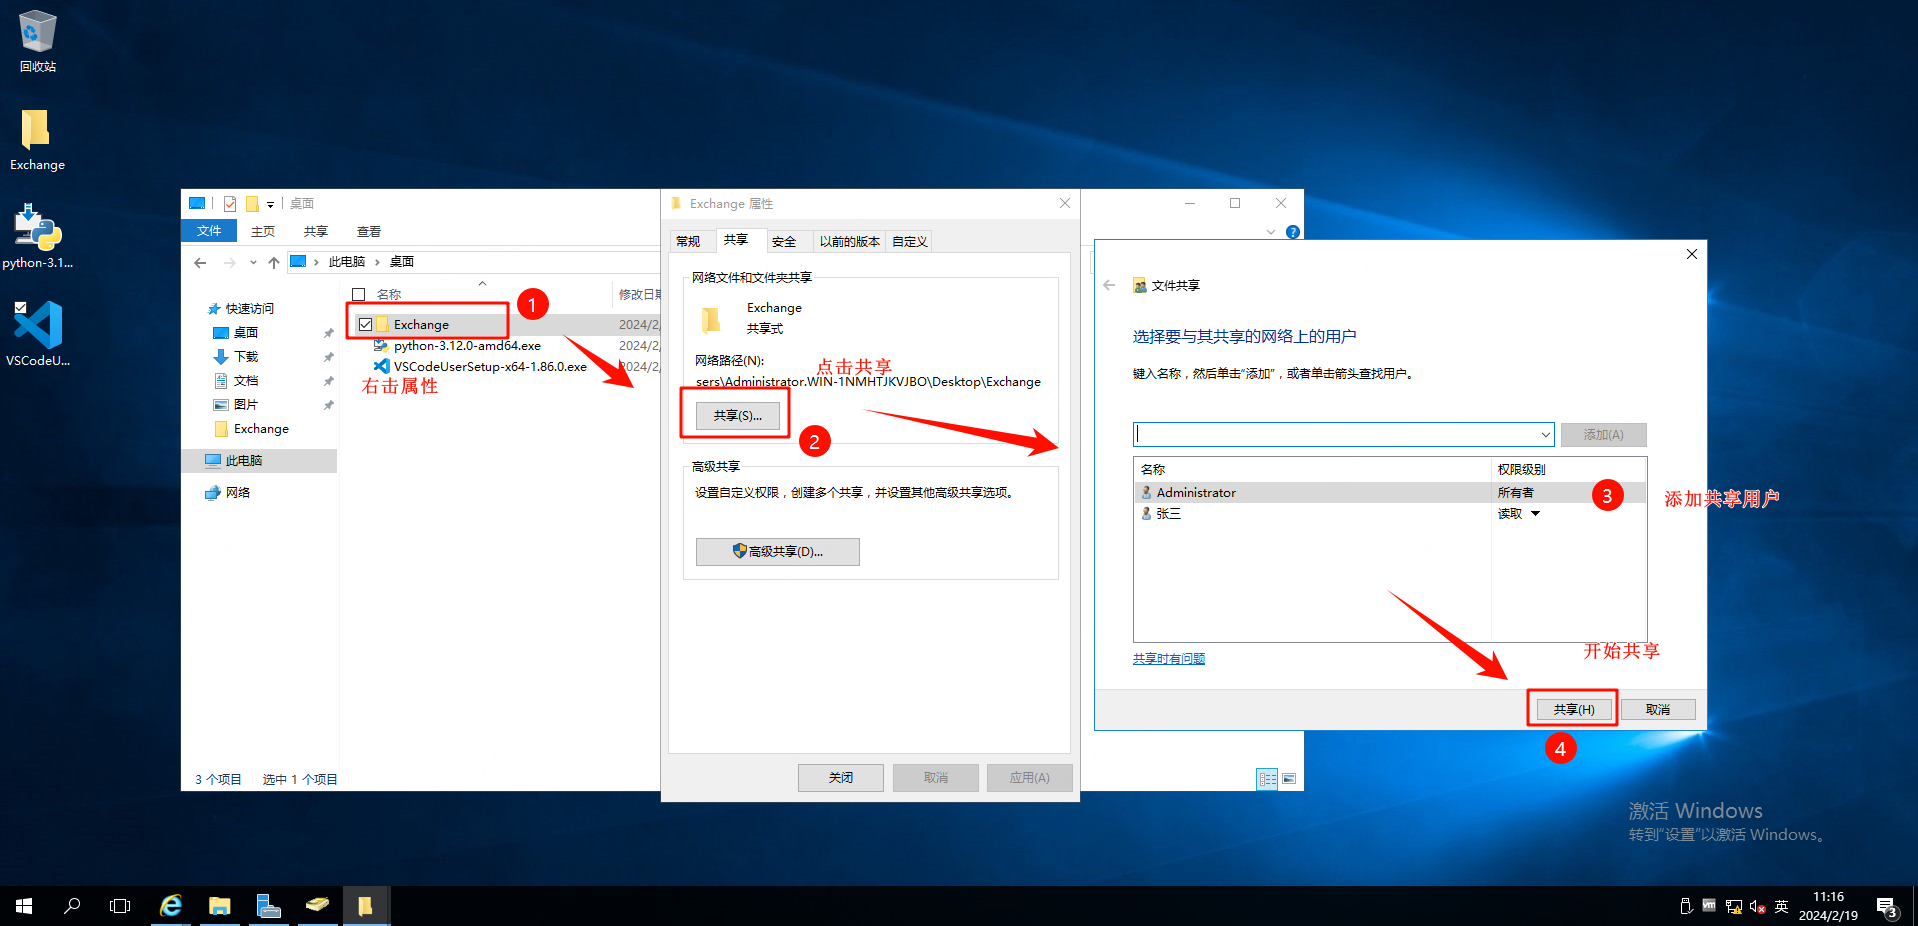 回收站
Exchange
python-3.1...
VSCodeU...
桌面
文件
主页
共享
查看
此电脑
桌面
快速访问
桌面
下载
文档
图片
Exchange
此电脑
网络
名称
修改日期
Exchange
2024/2/
python-3.12.0-amd64.exe
2024/2/
VSCodeUserSetup-x64-1.86.0.exe
2024/2/
1
右击属性
3 个项目
选中 1 个项目
Exchange 属性
常规
共享
安全
以前的版本
自定义
网络文件和文件夹共享
Exchange
共享式
网络路径(N):
点击共享
sers\Administrator.WIN-1NMHTJKVJBO\Desktop\Exchange
共享(S)...
2
高级共享
设置自定义权限，创建多个共享，并设置其他高级共享选项。
高级共享(D)...
关闭
取消
应用(A)
文件共享
选择要与其共享的网络上的用户
键入名称，然后单击“添加”，或者单击箭头查找用户。
添加(A)
名称
权限级别
Administrator
所有者
张三
读取
3
添加共享用户
共享时有问题
开始共享
共享(H)
取消
4
激活 Windows
转到“设置”以激活 Windows。
vm
英
11:16
2024/2/19
3